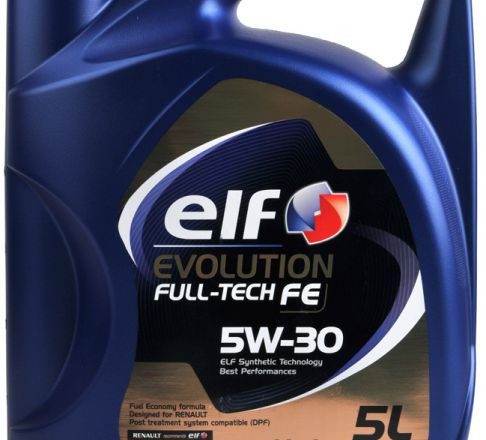 elf
EVOLUTION
FULL-TECH FE
5W-30
ELF Synthetic Technology
Best Performances
Fuel Economy formula
Designed for RENAULT
Post treatment system compatible (DPF)
RENAULT recommends elf
5L